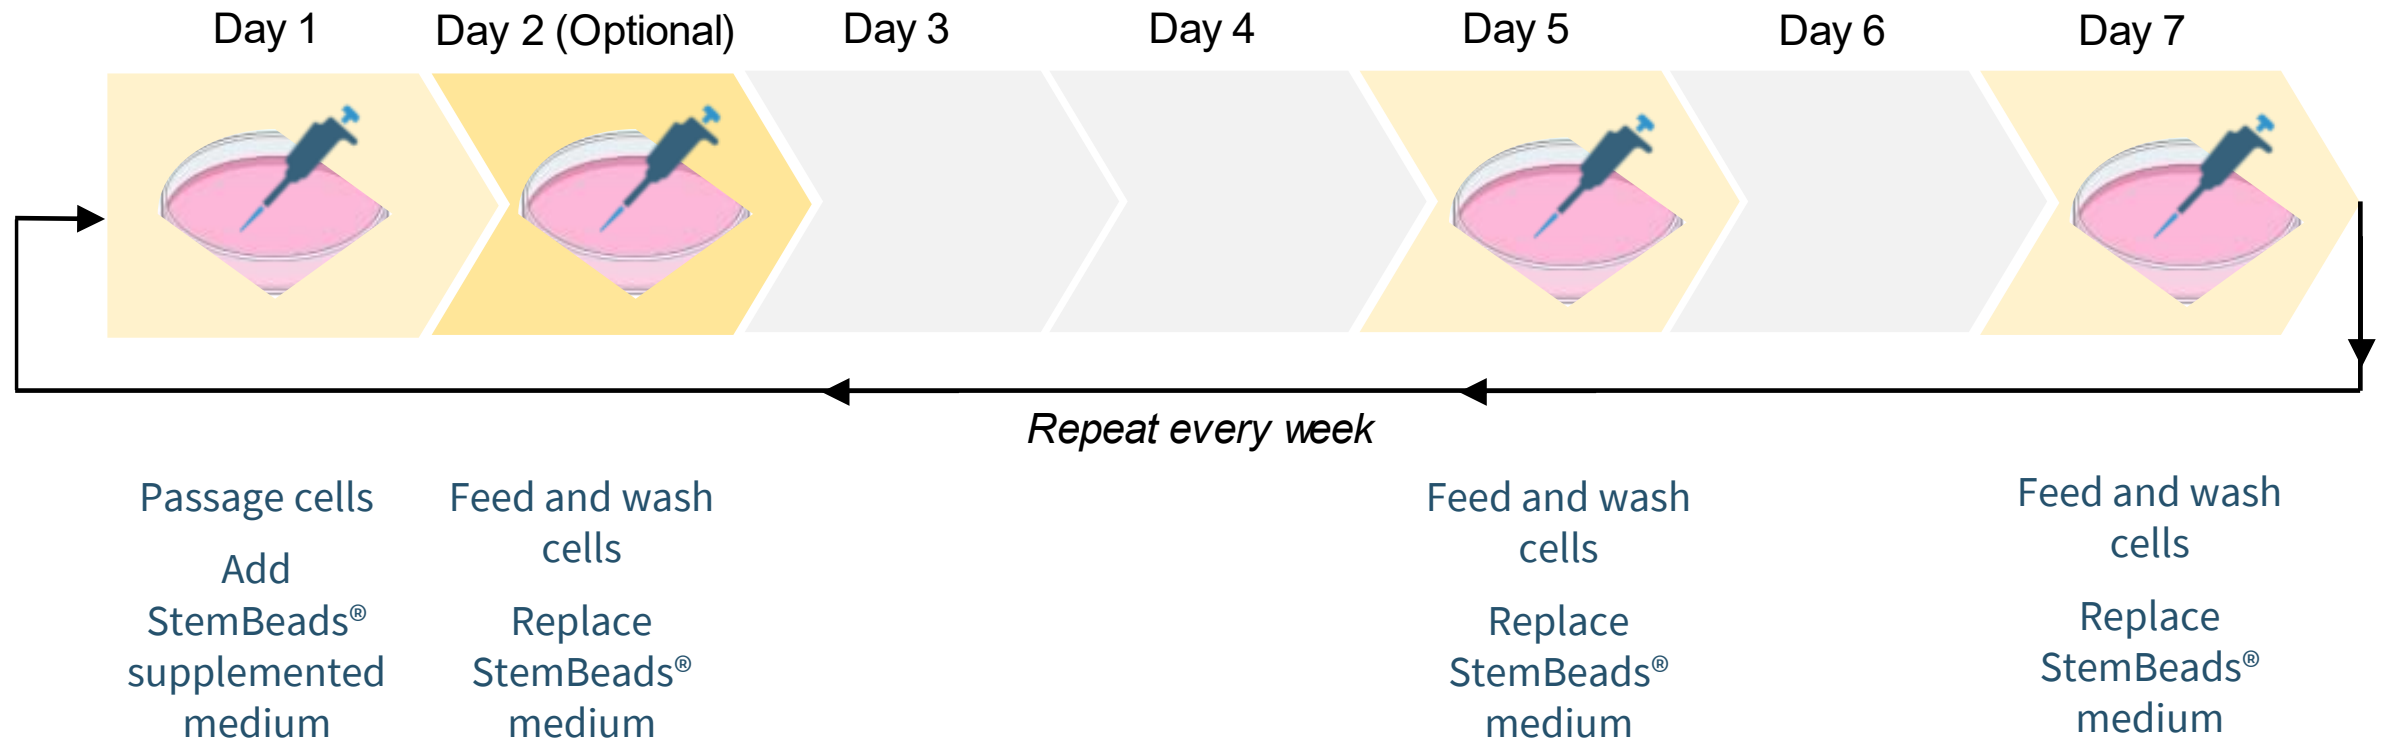 Day 1
Day 2 (Optional)
Day 3
Day 4
Day 5
Day 6
Day 7
Repeat every week
Passage cells
Add
StemBeads®
supplemented
medium
Feed and wash
cells
Replace
StemBeads®
medium
Feed and wash
cells
Replace
StemBeads®
medium
Feed and wash
cells
Replace
StemBeads®
medium